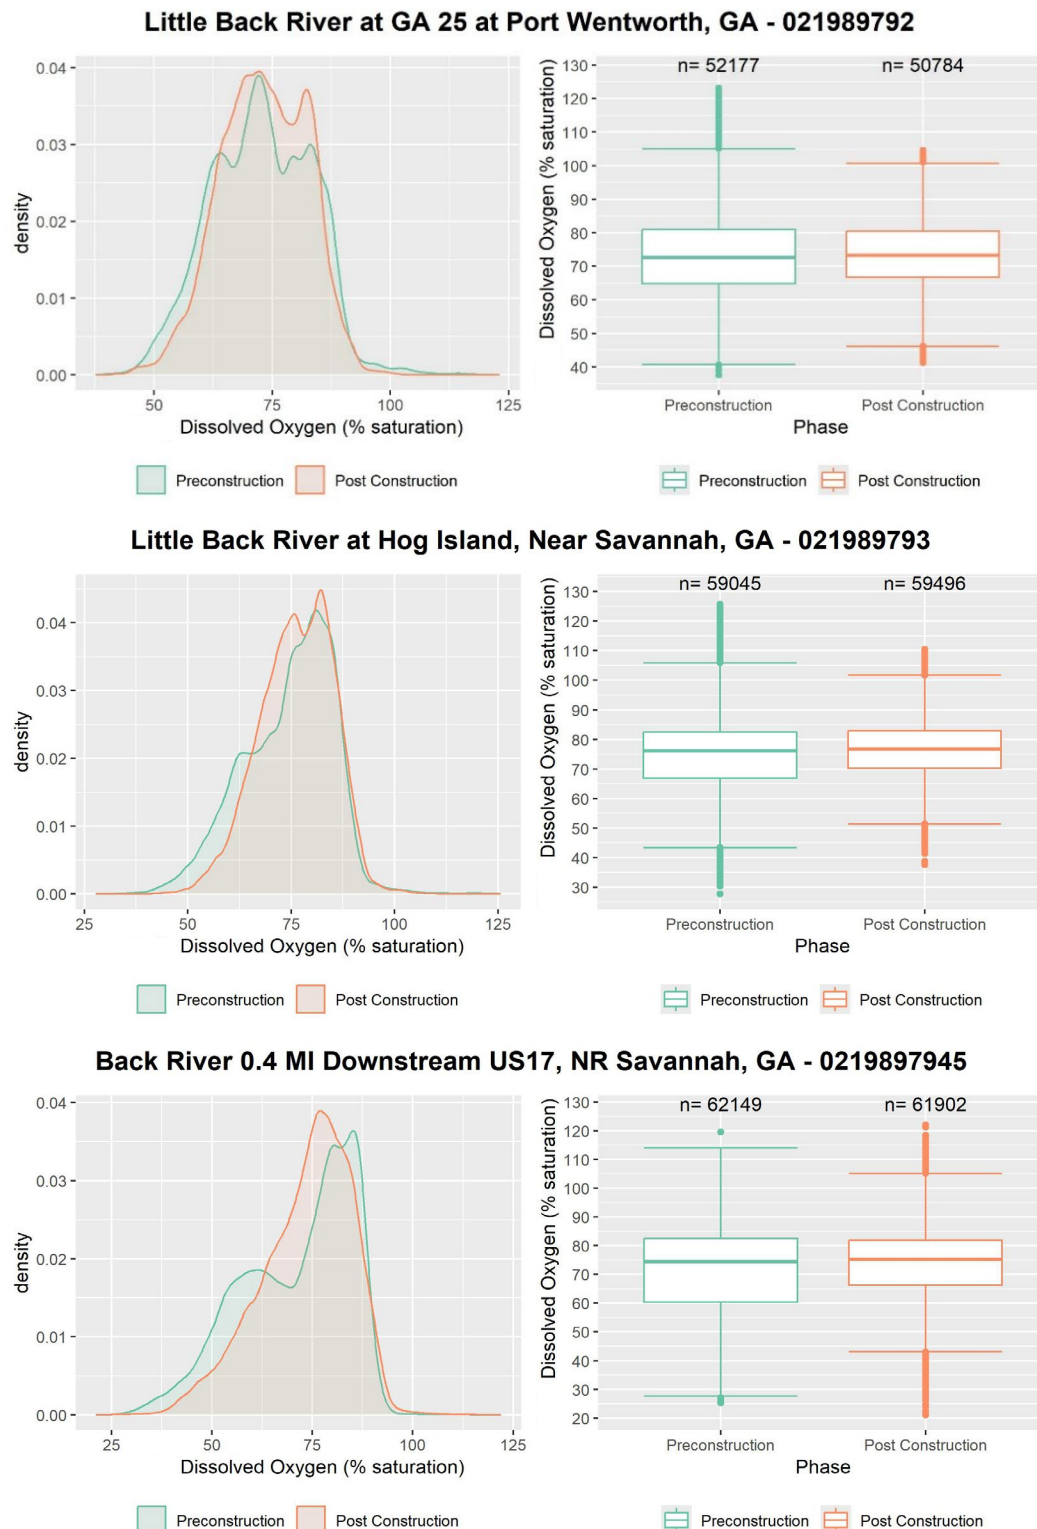 Little Back River at GA 25 at Port Wentworth, GA - 021989792
0.04
0.03
0.02
0.01
0.00
density
50
75
100
125
Dissolved Oxygen (% saturation)
Preconstruction
Post Construction
n= 52177
n= 50784
130
120
110
100
90
80
70
60
50
40
Dissolved Oxygen (% saturation)
Preconstruction
Post Construction
Phase
Preconstruction
Post Construction
Little Back River at Hog Island, Near Savannah, GA - 021989793
0.04
0.03
0.02
0.01
0.00
density
25
50
75
100
125
Dissolved Oxygen (% saturation)
Preconstruction
Post Construction
n= 59045
n= 59496
130
120
110
100
90
80
70
60
50
40
30
Dissolved Oxygen (% saturation)
Preconstruction
Post Construction
Phase
Preconstruction
Post Construction
Back River 0.4 MI Downstream US17, NR Savannah, GA - 0219897945
0.04
0.03
0.02
0.01
0.00
density
25
50
75
100
125
Dissolved Oxygen (% saturation)
Preconstruction
Post Construction
n= 62149
n= 61902
130
120
110
100
90
80
70
60
50
40
30
20
Dissolved Oxygen (% saturation)
Preconstruction
Post Construction
Phase
Preconstruction
Post Construction